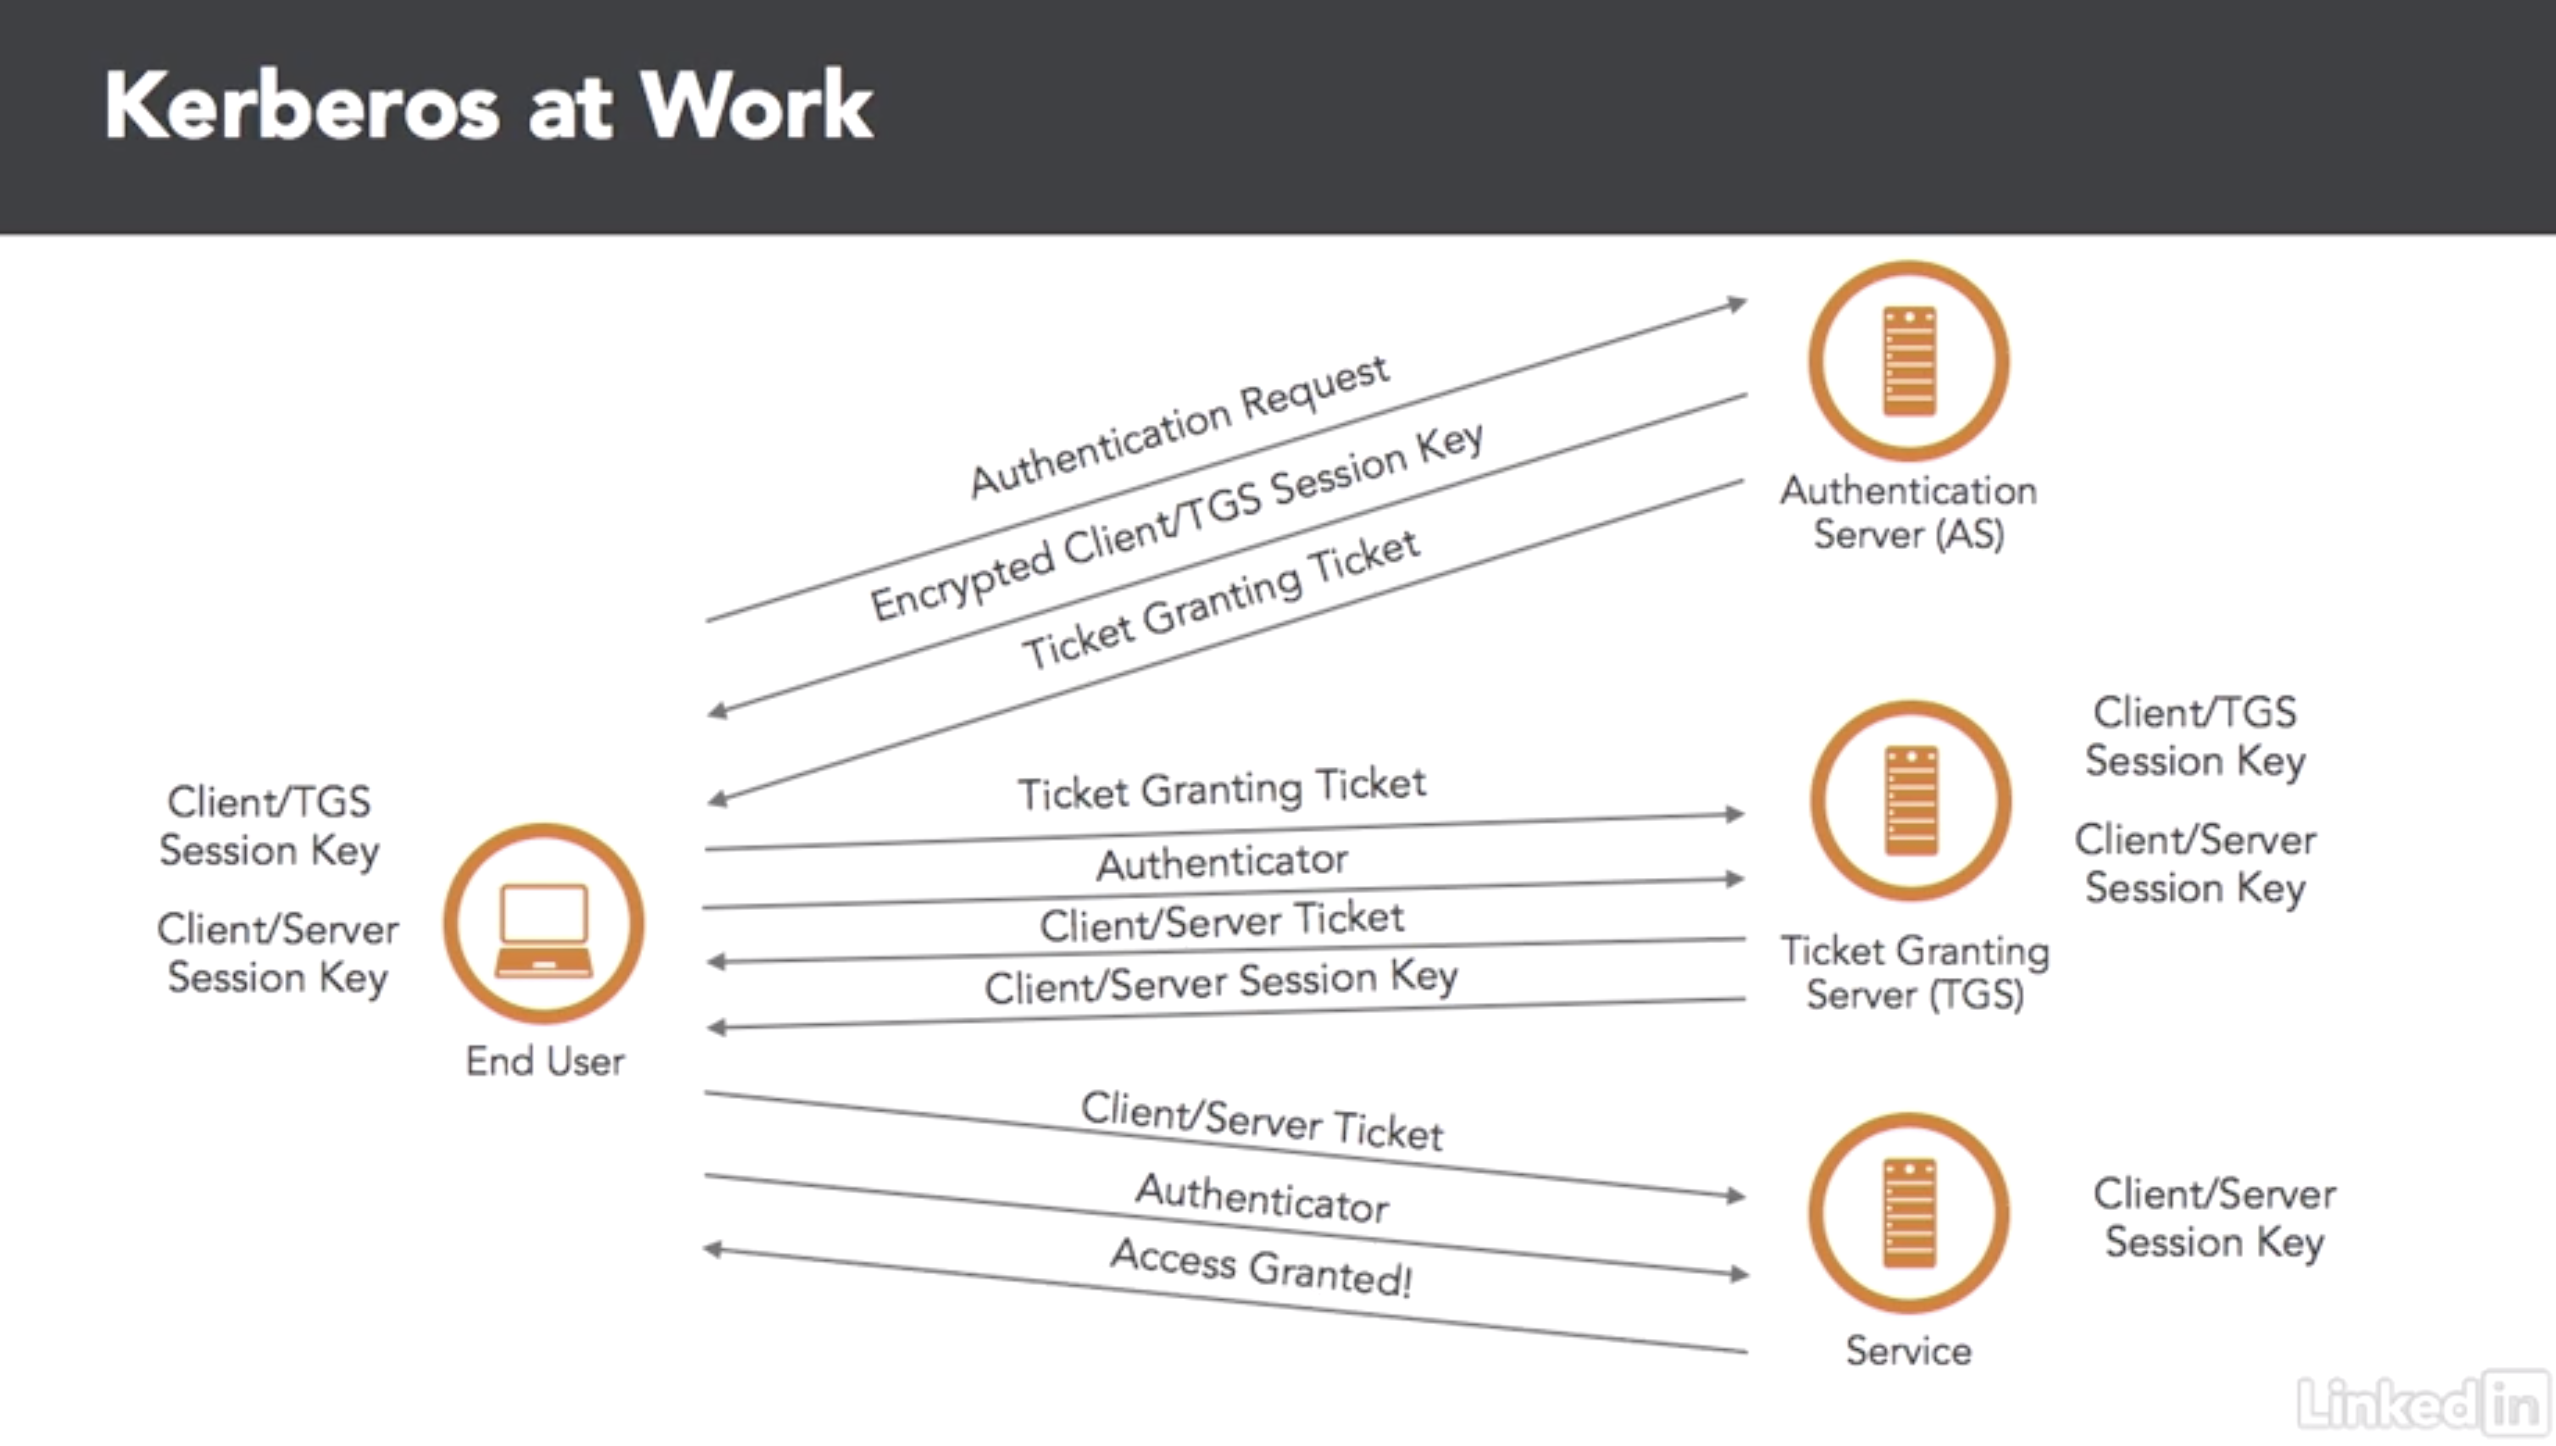 Kerberos at Work
Authentication Request
Encrypted Client/TGS Session Key
Ticket Granting Ticket
Authentication
Server (AS)
Client/TGS
Session Key
Client/Server
Session Key
End User
Ticket Granting Ticket
Authenticator
Client/Server Ticket
Client/Server Session Key
Client/TGS
Session Key
Client/Server
Session Key
Ticket Granting
Server (TGS)
Client/Server Ticket
Authenticator
Access Granted!
Client/Server
Session Key
Service
Linked in